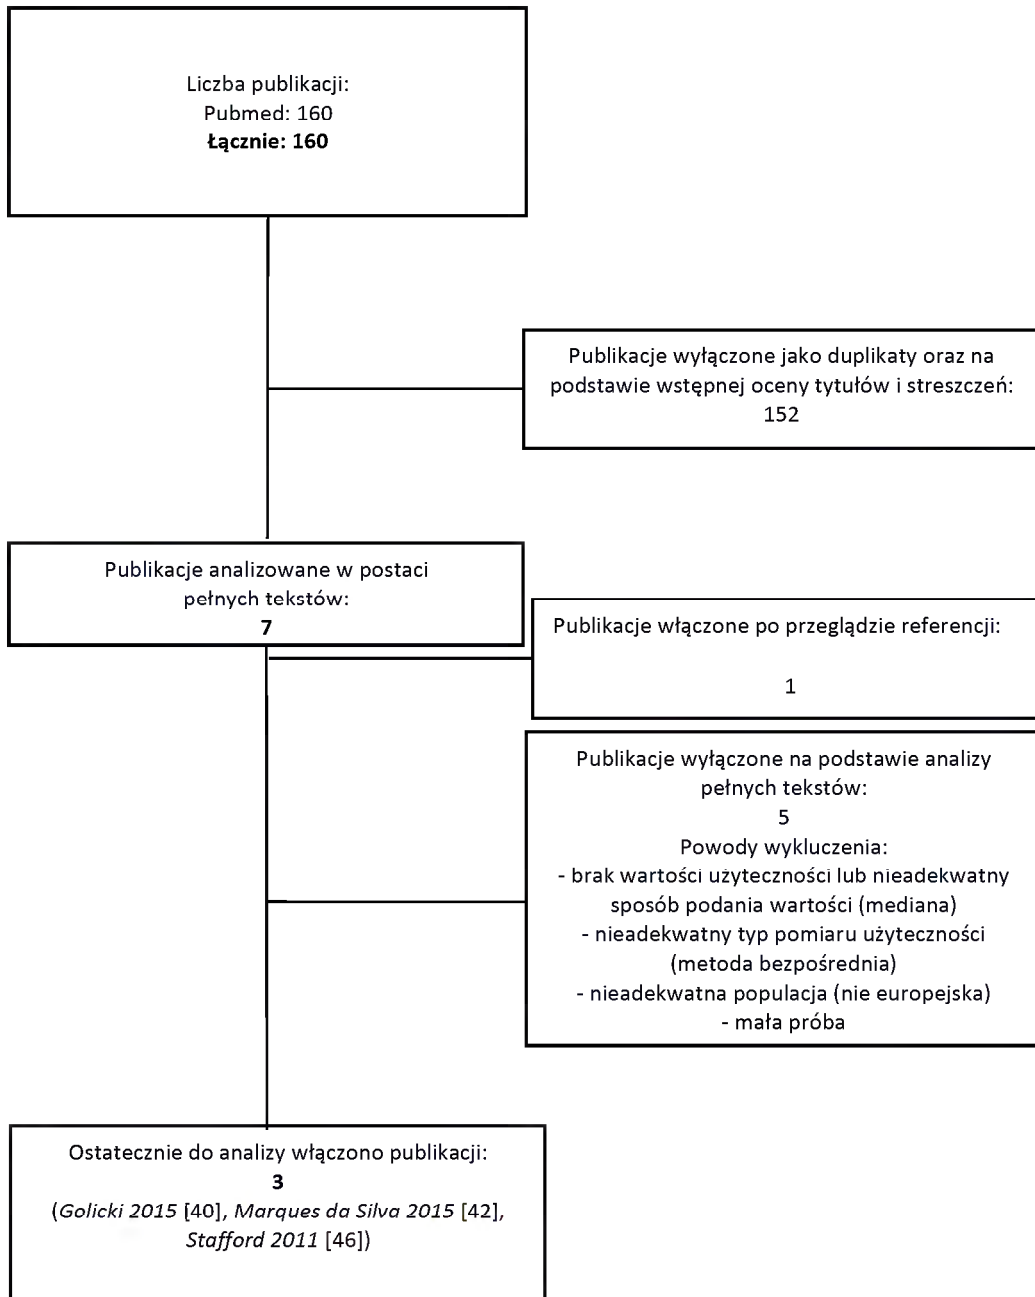 Liczba publikacji:
Pubmed: 160
Łącznie: 160
Publikacje wyłączone jako duplikaty oraz na
podstawie wstępnej oceny tytułów i streszczeń:
152
Publikacje analizowane w postaci
pełnych tekstów:
7
Publikacje włączone po przeglądzie referencji:
1
Publikacje wyłączone na podstawie analizy
pełnych tekstów:
5
Powody wykluczenia:
- brak wartości użyteczności lub nieadekwatny
sposób podania wartości (mediana)
- nieadekwatny typ pomiaru użyteczności
(metoda bezpośrednia)
- nieadekwatna populacja (nie europejska)
- mała próba
Ostatecznie do analizy włączono publikacji:
3
(Golicki 2015 [40], Marques da Silva 2015 [42],
Stafford 2011 [46])